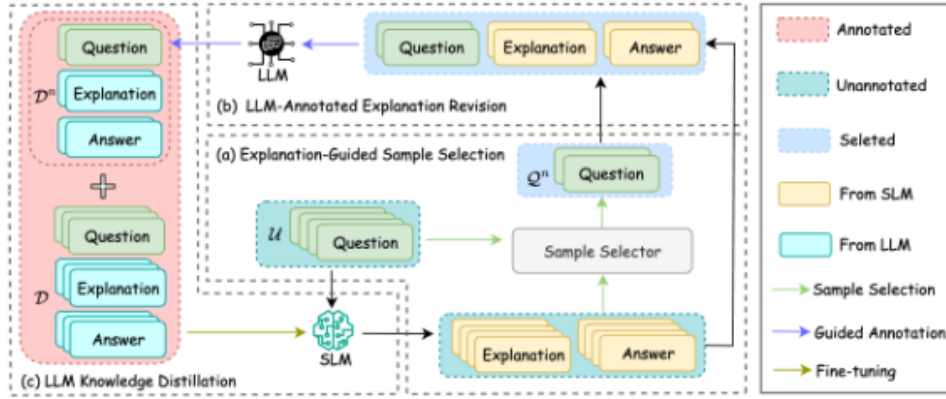 Question
Explanation
Answer
𝒟ⁿ
Question
Explanation
Answer
𝒟
(c) LLM Knowledge Distillation
LLM
Question
Explanation
Answer
(b) LLM-Annotated Explanation Revision
(a) Explanation-Guided Sample Selection
𝒬ⁿ
Question
𝒰
Question
Sample Selector
SLM
Explanation
Answer
Annotated
Unannotated
Seleted
From SLM
From LLM
Sample Selection
Guided Annotation
Fine-tuning